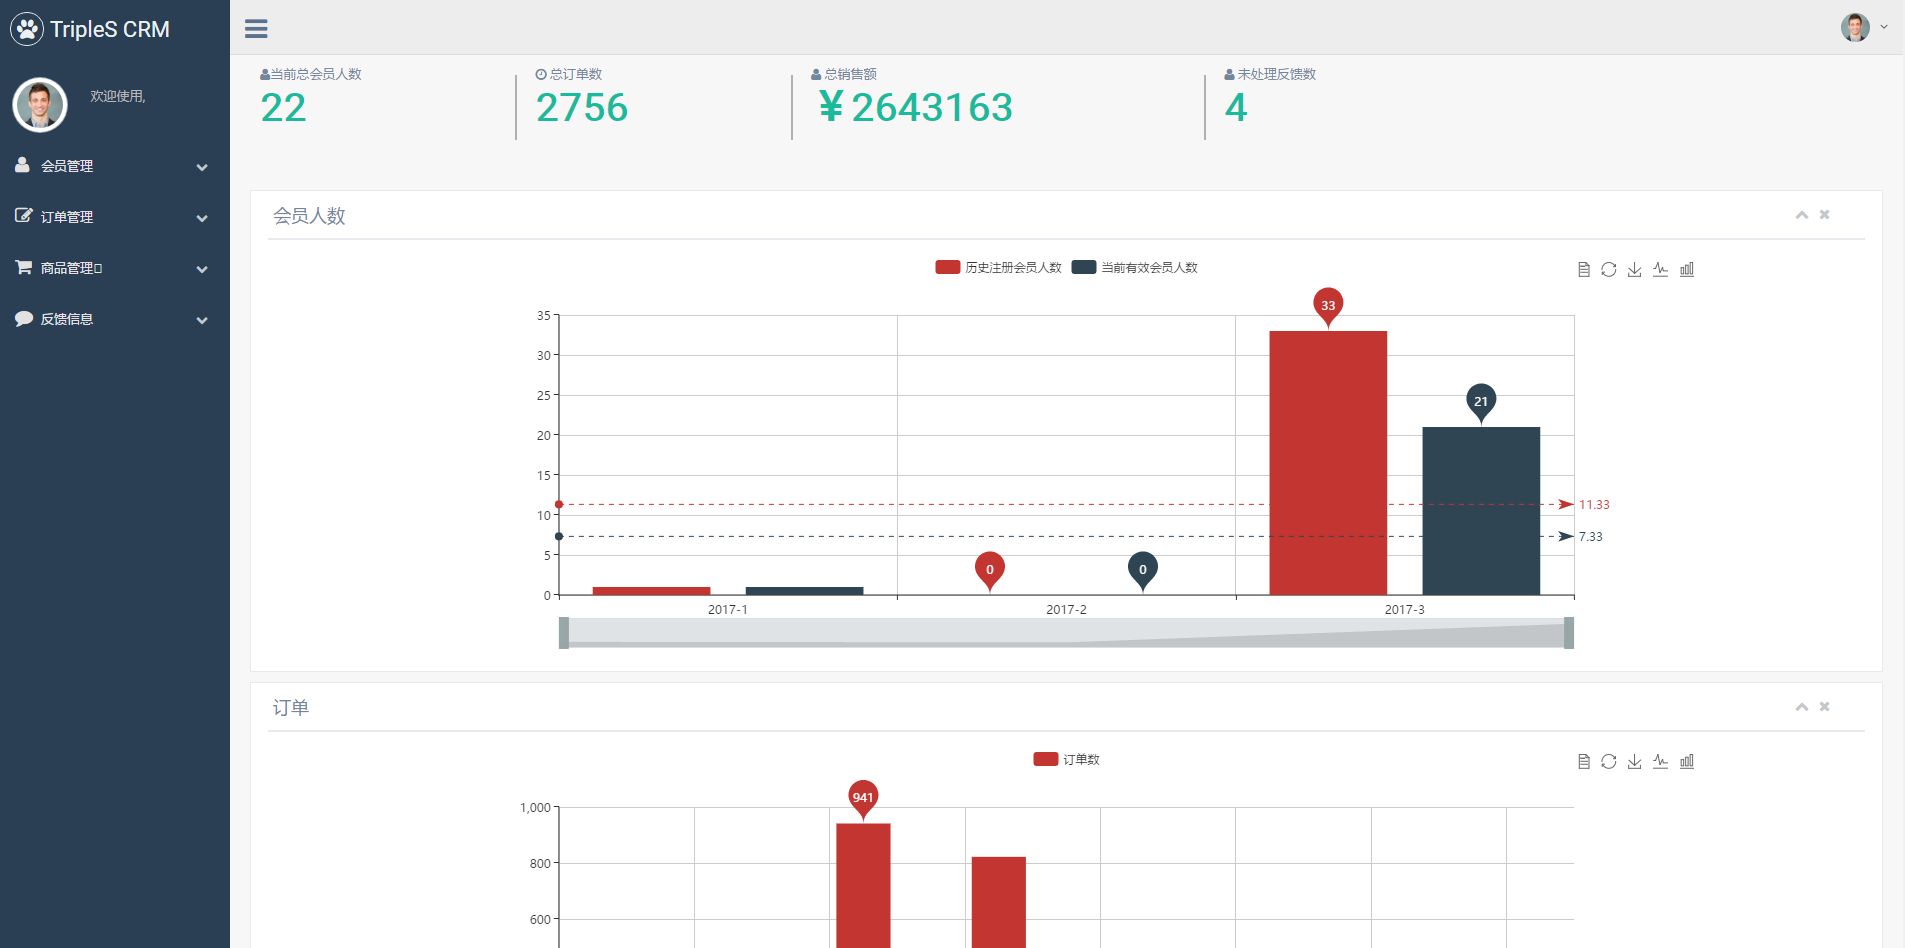 TripleS CRM
欢迎使用,
会员管理
订单管理
商品管理
反馈信息
当前总会员人数
22
总订单数
2756
总销售额
¥ 2643163
未处理反馈数
4
会员人数
历史注册会员人数 当前有效会员人数
35
30
25
20
15
10
5
0
33
21
11.33
7.33
0
0
2017-1 2017-2 2017-3
订单
订单数
1,000
800
600
941